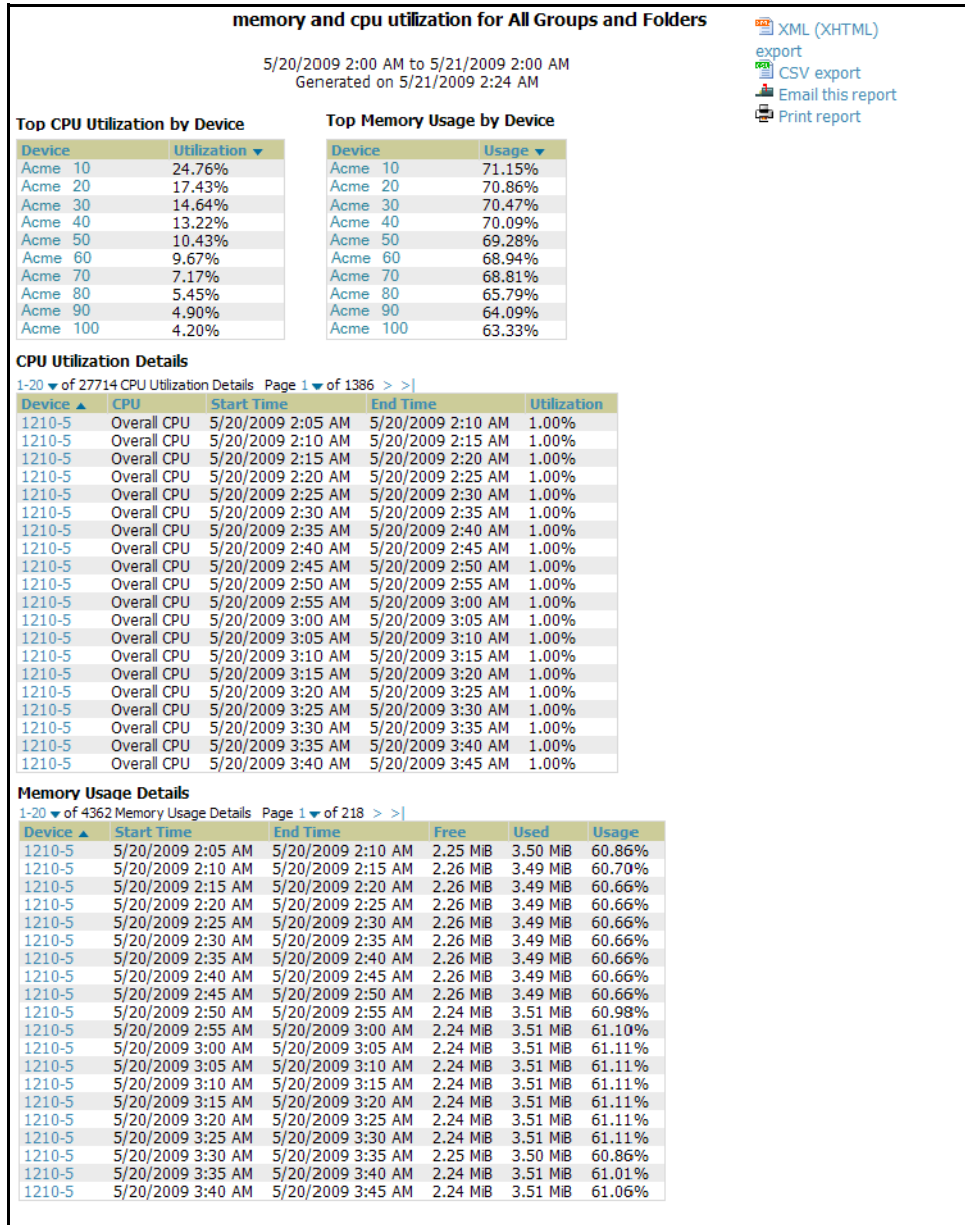 memory and cpu utilization for All Groups and Folders
5/20/2009 2:00 AM to 5/21/2009 2:00 AM
Generated on 5/21/2009 2:24 AM
XML (XHTML)
export
CSV export
Email this report
Print report
Top CPU Utilization by Device
Device Utilization
Acme 10 24.76%
Acme 20 17.43%
Acme 30 14.64%
Acme 40 13.22%
Acme 50 10.43%
Acme 60 9.67%
Acme 70 7.17%
Acme 80 5.45%
Acme 90 4.90%
Acme 100 4.20%
Top Memory Usage by Device
Device Usage
Acme 10 71.15%
Acme 20 70.86%
Acme 30 70.47%
Acme 40 70.09%
Acme 50 69.28%
Acme 60 68.94%
Acme 70 68.81%
Acme 80 65.79%
Acme 90 64.09%
Acme 100 63.33%
CPU Utilization Details
1-20 of 27714 CPU Utilization Details Page 1 of 1386 > >|
Device CPU Start Time End Time Utilization
1210-5 Overall CPU 5/20/2009 2:05 AM 5/20/2009 2:10 AM 1.00%
1210-5 Overall CPU 5/20/2009 2:10 AM 5/20/2009 2:15 AM 1.00%
1210-5 Overall CPU 5/20/2009 2:15 AM 5/20/2009 2:20 AM 1.00%
1210-5 Overall CPU 5/20/2009 2:20 AM 5/20/2009 2:25 AM 1.00%
1210-5 Overall CPU 5/20/2009 2:25 AM 5/20/2009 2:30 AM 1.00%
1210-5 Overall CPU 5/20/2009 2:30 AM 5/20/2009 2:35 AM 1.00%
1210-5 Overall CPU 5/20/2009 2:35 AM 5/20/2009 2:40 AM 1.00%
1210-5 Overall CPU 5/20/2009 2:40 AM 5/20/2009 2:45 AM 1.00%
1210-5 Overall CPU 5/20/2009 2:45 AM 5/20/2009 2:50 AM 1.00%
1210-5 Overall CPU 5/20/2009 2:50 AM 5/20/2009 2:55 AM 1.00%
1210-5 Overall CPU 5/20/2009 2:55 AM 5/20/2009 3:00 AM 1.00%
1210-5 Overall CPU 5/20/2009 3:00 AM 5/20/2009 3:05 AM 1.00%
1210-5 Overall CPU 5/20/2009 3:05 AM 5/20/2009 3:10 AM 1.00%
1210-5 Overall CPU 5/20/2009 3:10 AM 5/20/2009 3:15 AM 1.00%
1210-5 Overall CPU 5/20/2009 3:15 AM 5/20/2009 3:20 AM 1.00%
1210-5 Overall CPU 5/20/2009 3:20 AM 5/20/2009 3:25 AM 1.00%
1210-5 Overall CPU 5/20/2009 3:25 AM 5/20/2009 3:30 AM 1.00%
1210-5 Overall CPU 5/20/2009 3:30 AM 5/20/2009 3:35 AM 1.00%
1210-5 Overall CPU 5/20/2009 3:35 AM 5/20/2009 3:40 AM 1.00%
1210-5 Overall CPU 5/20/2009 3:40 AM 5/20/2009 3:45 AM 1.00%
Memory Usage Details
1-20 of 4362 Memory Usage Details Page 1 of 218 > >|
Device Start Time End Time Free Used Usage
1210-5 5/20/2009 2:05 AM 5/20/2009 2:10 AM 2.25 MiB 3.50 MiB 60.86%
1210-5 5/20/2009 2:10 AM 5/20/2009 2:15 AM 2.26 MiB 3.49 MiB 60.70%
1210-5 5/20/2009 2:15 AM 5/20/2009 2:20 AM 2.26 MiB 3.49 MiB 60.66%
1210-5 5/20/2009 2:20 AM 5/20/2009 2:25 AM 2.26 MiB 3.49 MiB 60.66%
1210-5 5/20/2009 2:25 AM 5/20/2009 2:30 AM 2.26 MiB 3.49 MiB 60.66%
1210-5 5/20/2009 2:30 AM 5/20/2009 2:35 AM 2.26 MiB 3.49 MiB 60.66%
1210-5 5/20/2009 2:35 AM 5/20/2009 2:40 AM 2.26 MiB 3.49 MiB 60.66%
1210-5 5/20/2009 2:40 AM 5/20/2009 2:45 AM 2.26 MiB 3.49 MiB 60.66%
1210-5 5/20/2009 2:45 AM 5/20/2009 2:50 AM 2.26 MiB 3.49 MiB 60.66%
1210-5 5/20/2009 2:50 AM 5/20/2009 2:55 AM 2.24 MiB 3.51 MiB 60.98%
1210-5 5/20/2009 2:55 AM 5/20/2009 3:00 AM 2.24 MiB 3.51 MiB 61.10%
1210-5 5/20/2009 3:00 AM 5/20/2009 3:05 AM 2.24 MiB 3.51 MiB 61.11%
1210-5 5/20/2009 3:05 AM 5/20/2009 3:10 AM 2.24 MiB 3.51 MiB 61.11%
1210-5 5/20/2009 3:10 AM 5/20/2009 3:15 AM 2.24 MiB 3.51 MiB 61.11%
1210-5 5/20/2009 3:15 AM 5/20/2009 3:20 AM 2.24 MiB 3.51 MiB 61.11%
1210-5 5/20/2009 3:20 AM 5/20/2009 3:25 AM 2.24 MiB 3.51 MiB 61.11%
1210-5 5/20/2009 3:25 AM 5/20/2009 3:30 AM 2.24 MiB 3.51 MiB 61.11%
1210-5 5/20/2009 3:30 AM 5/20/2009 3:35 AM 2.25 MiB 3.50 MiB 60.86%
1210-5 5/20/2009 3:35 AM 5/20/2009 3:40 AM 2.24 MiB 3.51 MiB 61.01%
1210-5 5/20/2009 3:40 AM 5/20/2009 3:45 AM 2.24 MiB 3.51 MiB 61.06%